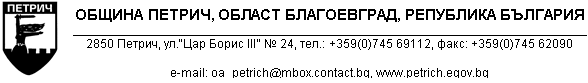 ПЕТРИЧ
ОБЩИНА ПЕТРИЧ, ОБЛАСТ БЛАГОЕВГРАД, РЕПУБЛИКА БЪЛГАРИЯ
2850 Петрич, ул."Цар Борис III" № 24, тел.: +359(0)745 69112, факс: +359(0)745 62090
e-mail: oa_petrich@mbox.contact.bg, www.petrich.egov.bg